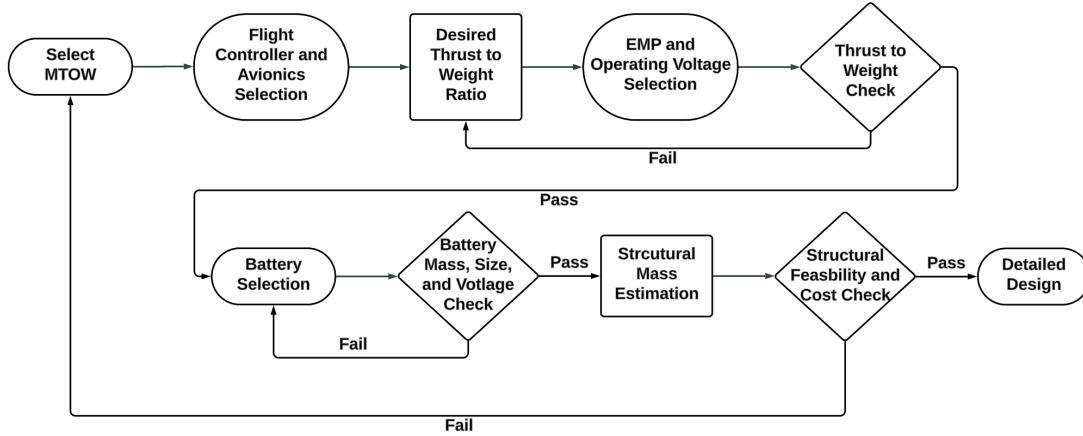 Select
MTOW
Flight
Controller and
Avionics
Selection
Desired
Thrust to
Weight
Ratio
EMP and
Operating Voltage
Selection
Thrust to
Weight
Check
Fail
Pass
Battery
Selection
Battery
Mass, Size,
and Votlage
Check
Pass
Fail
Strcutural
Mass
Estimation
Structural
Feasbility and
Cost Check
Pass
Detailed
Design
Fail